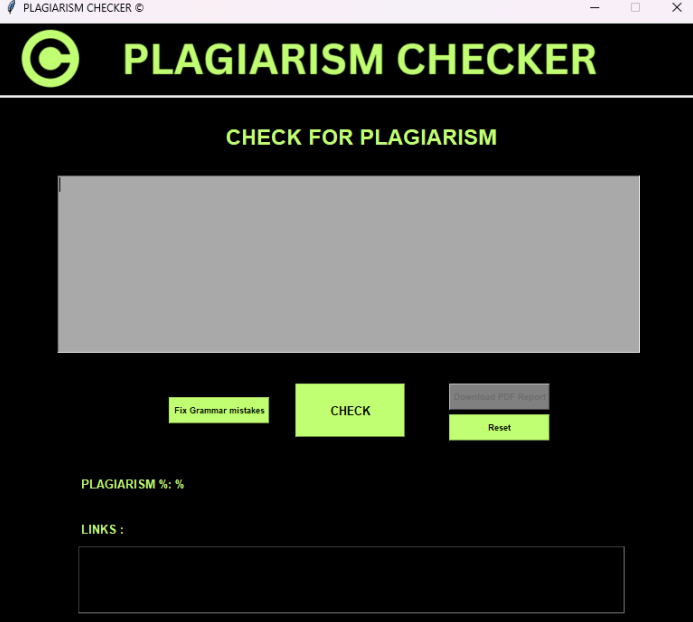 PLAGIARISM CHECKER ©
PLAGIARISM CHECKER
CHECK FOR PLAGIARISM
Fix Grammar mistakes
CHECK
Download PDF Report
Reset
PLAGIARISM %: %
LINKS :